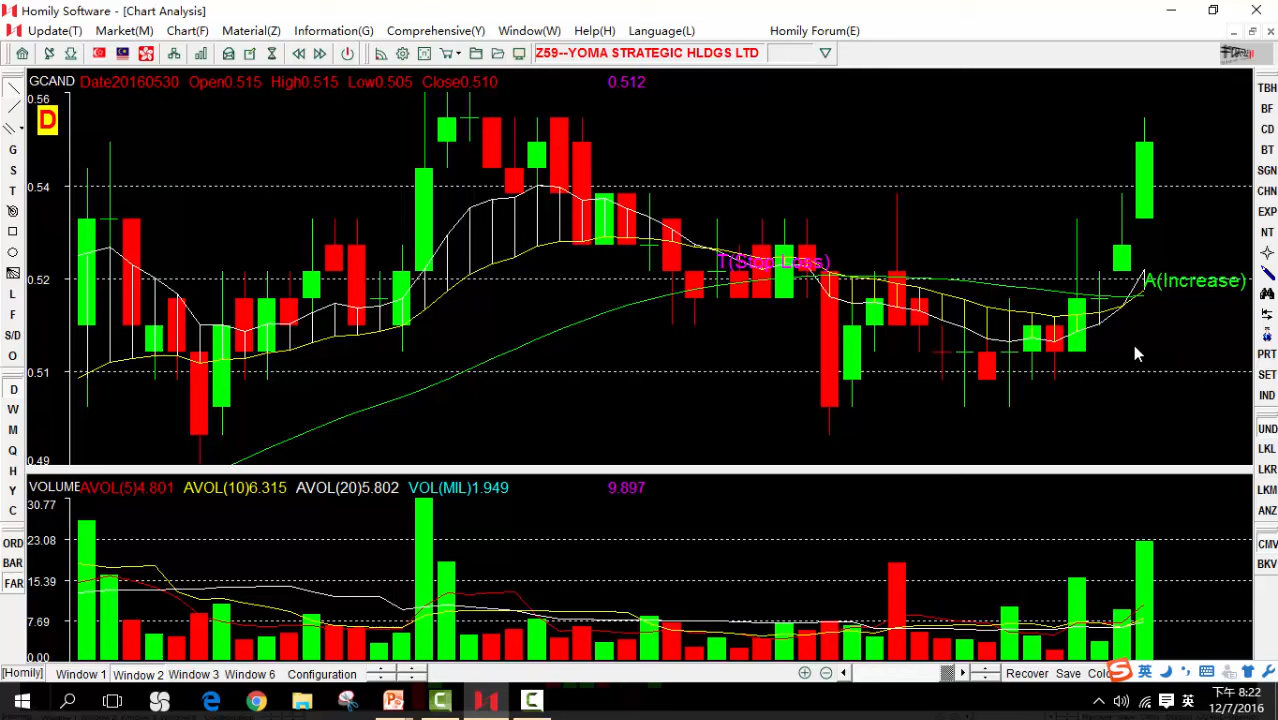 Homily Software - [Chart Analysis]
Update(T) Market(M) Chart(F) Material(Z) Information(G) Comprehensive(Y) Window(W) Help(H) Language(L) Homily Forum(E)
Z59--YOMA STRATEGIC HLDGS LTD
GCAND Date20160530 Open0.515 High0.515 Low0.505 Close0.510 0.512
0.56
D
0.54
T(Stop Loss)
0.52
A(Increase)
0.51
0.49
VOLUME AVOL(5)4.801 AVOL(10)6.315 AVOL(20)5.802 VOL(MIL)1.949 9.897
30.77
23.08
15.39
7.69
0.00
G
S
T
L
F
S/D
O
D
W
M
Q
H
Y
C
ORD
BAR
FAR
TBH
BF
CD
BT
SGN
CHN
EXP
NT
PRT
SET
IND
UND
LKL
LKR
LKM
ANZ
CMV
BKV
[Homily] Window 1 Window 2 Window 3 Window 6 Configuration Recover Save Colo
英
英
下午 8:22
12/7/2016